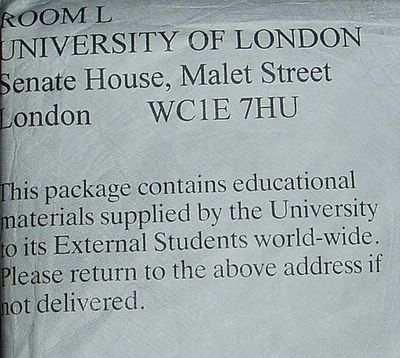 ROOM L
UNIVERSITY OF LONDON
Senate House, Malet Street
London WC1E 7HU
This package contains educational
materials supplied by the University
to its External Students world-wide.
Please return to the above address if
not delivered.